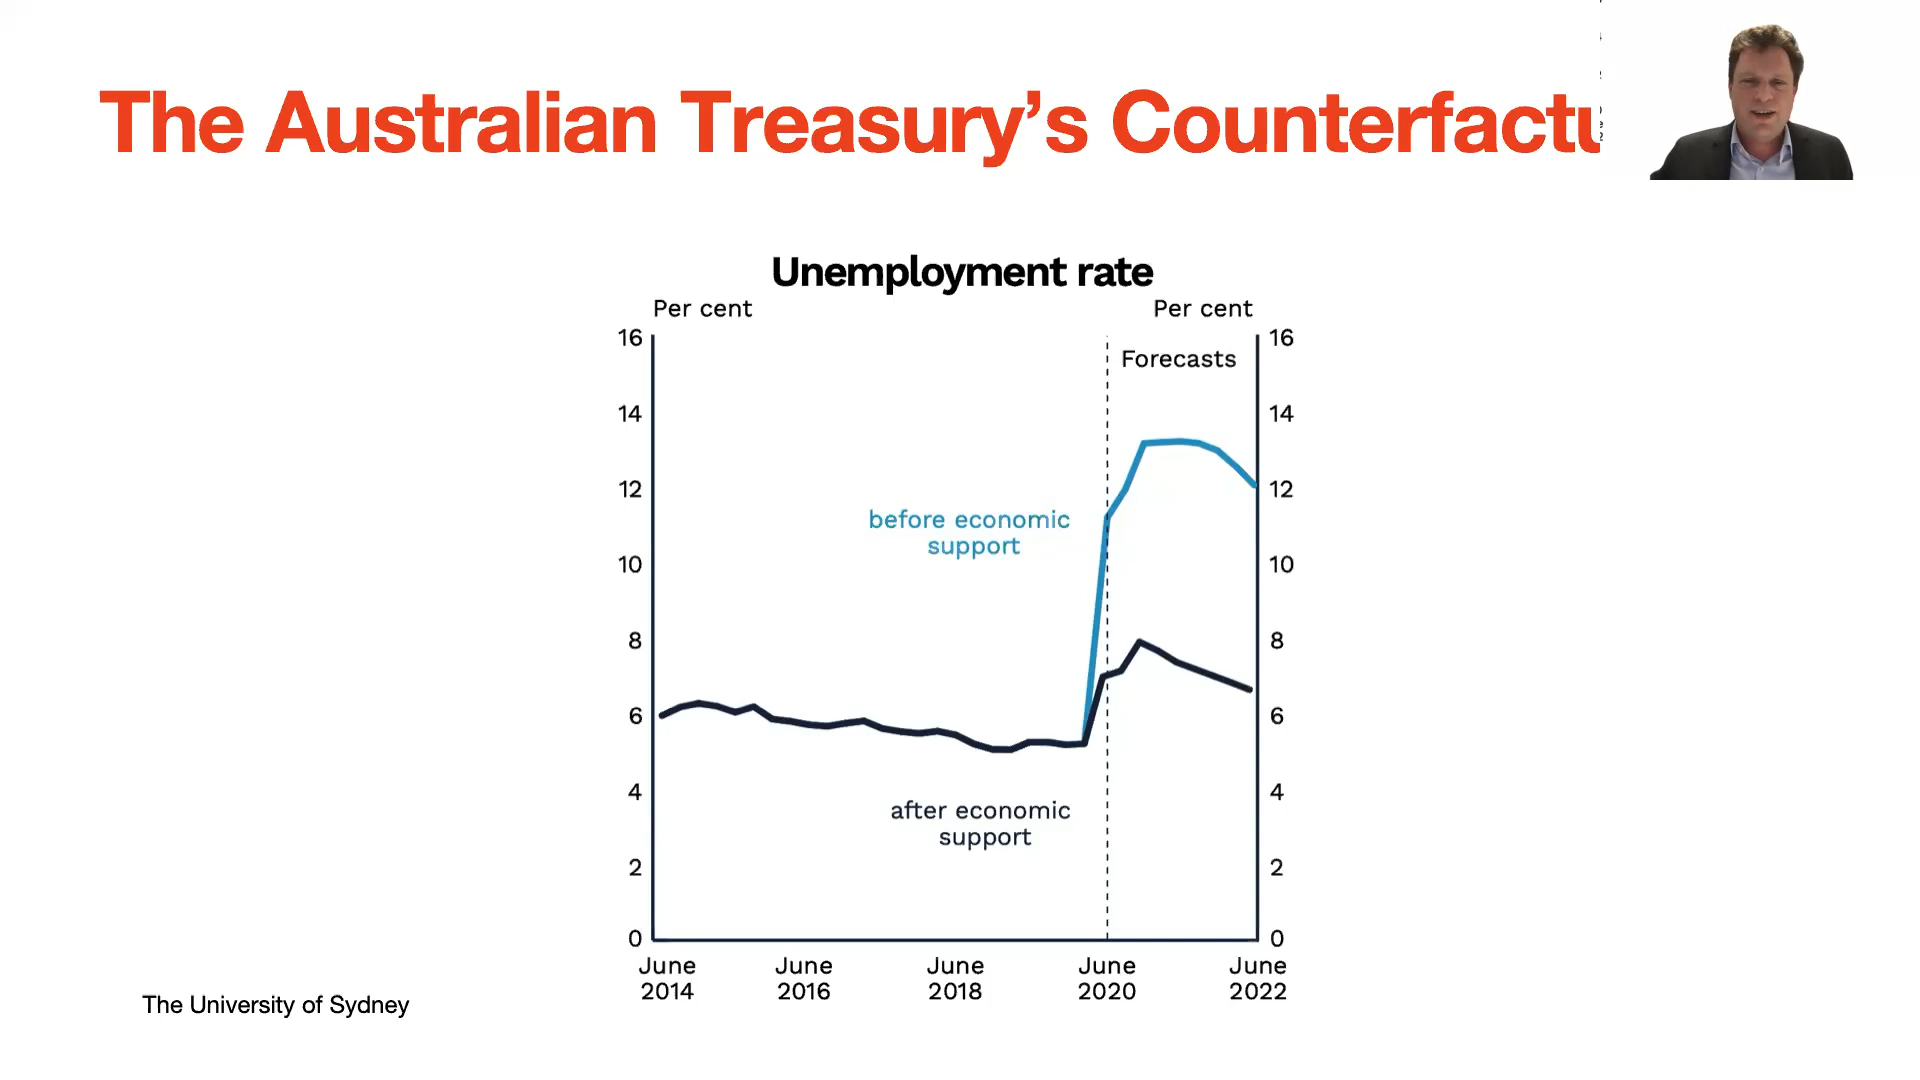 The Australian Treasury's Counterfactu
Unemployment rate
Per cent Per cent
16 16
Forecasts
14 14
12 12
before economic
support
10 10
8 8
6 6
4 4
after economic
support
2 2
0 0
June June June June June
2014 2016 2018 2020 2022
The University of Sydney